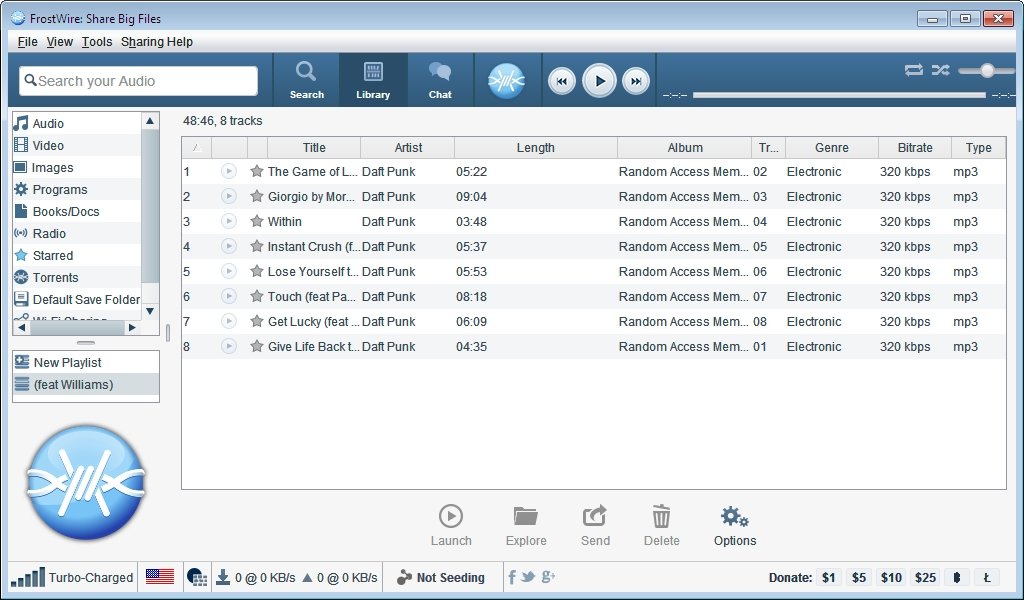 FrostWire: Share Big Files
File View Tools Sharing Help
Search your Audio
Search Library Chat
--:-- --:--
Audio
Video
Images
Programs
Books/Docs
Radio
Starred
Torrents
Default Save Folder
Wi-Fi Sharing
New Playlist
(feat Williams)
48:46, 8 tracks
Title Artist Length Album Tr... Genre Bitrate Type
1 The Game of L... Daft Punk 05:22 Random Access Mem... 02 Electronic 320 kbps mp3
2 Giorgio by Mor... Daft Punk 09:04 Random Access Mem... 03 Electronic 320 kbps mp3
3 Within Daft Punk 03:48 Random Access Mem... 04 Electronic 320 kbps mp3
4 Instant Crush (f... Daft Punk 05:37 Random Access Mem... 05 Electronic 320 kbps mp3
5 Lose Yourself t... Daft Punk 05:53 Random Access Mem... 06 Electronic 320 kbps mp3
6 Touch (feat Pa... Daft Punk 08:18 Random Access Mem... 07 Electronic 320 kbps mp3
7 Get Lucky (feat ... Daft Punk 06:09 Random Access Mem... 08 Electronic 320 kbps mp3
8 Give Life Back t... Daft Punk 04:35 Random Access Mem... 01 Electronic 320 kbps mp3
Launch Explore Send Delete Options
Turbo-Charged 0 @ 0 KB/s 0 @ 0 KB/s Not Seeding Donate: $1 $5 $10 $25